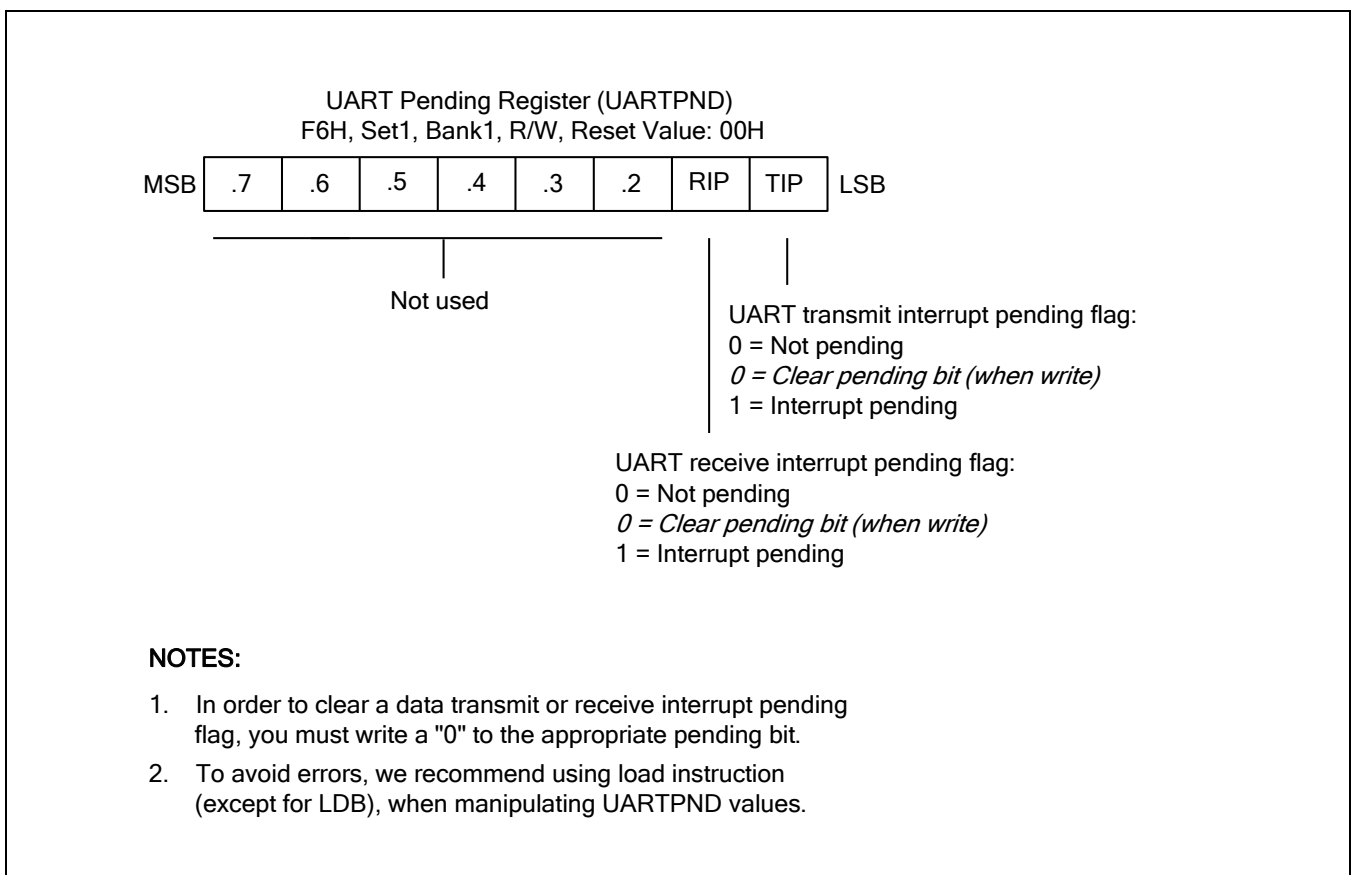 UART Pending Register (UARTPND)
F6H, Set1, Bank1, R/W, Reset Value: 00H
MSB .7 .6 .5 .4 .3 .2 RIP TIP LSB
Not used
UART transmit interrupt pending flag:
0 = Not pending
0 = Clear pending bit (when write)
1 = Interrupt pending
UART receive interrupt pending flag:
0 = Not pending
0 = Clear pending bit (when write)
1 = Interrupt pending
NOTES:
1. In order to clear a data transmit or receive interrupt pending
flag, you must write a "0" to the appropriate pending bit.
2. To avoid errors, we recommend using load instruction
(except for LDB), when manipulating UARTPND values.